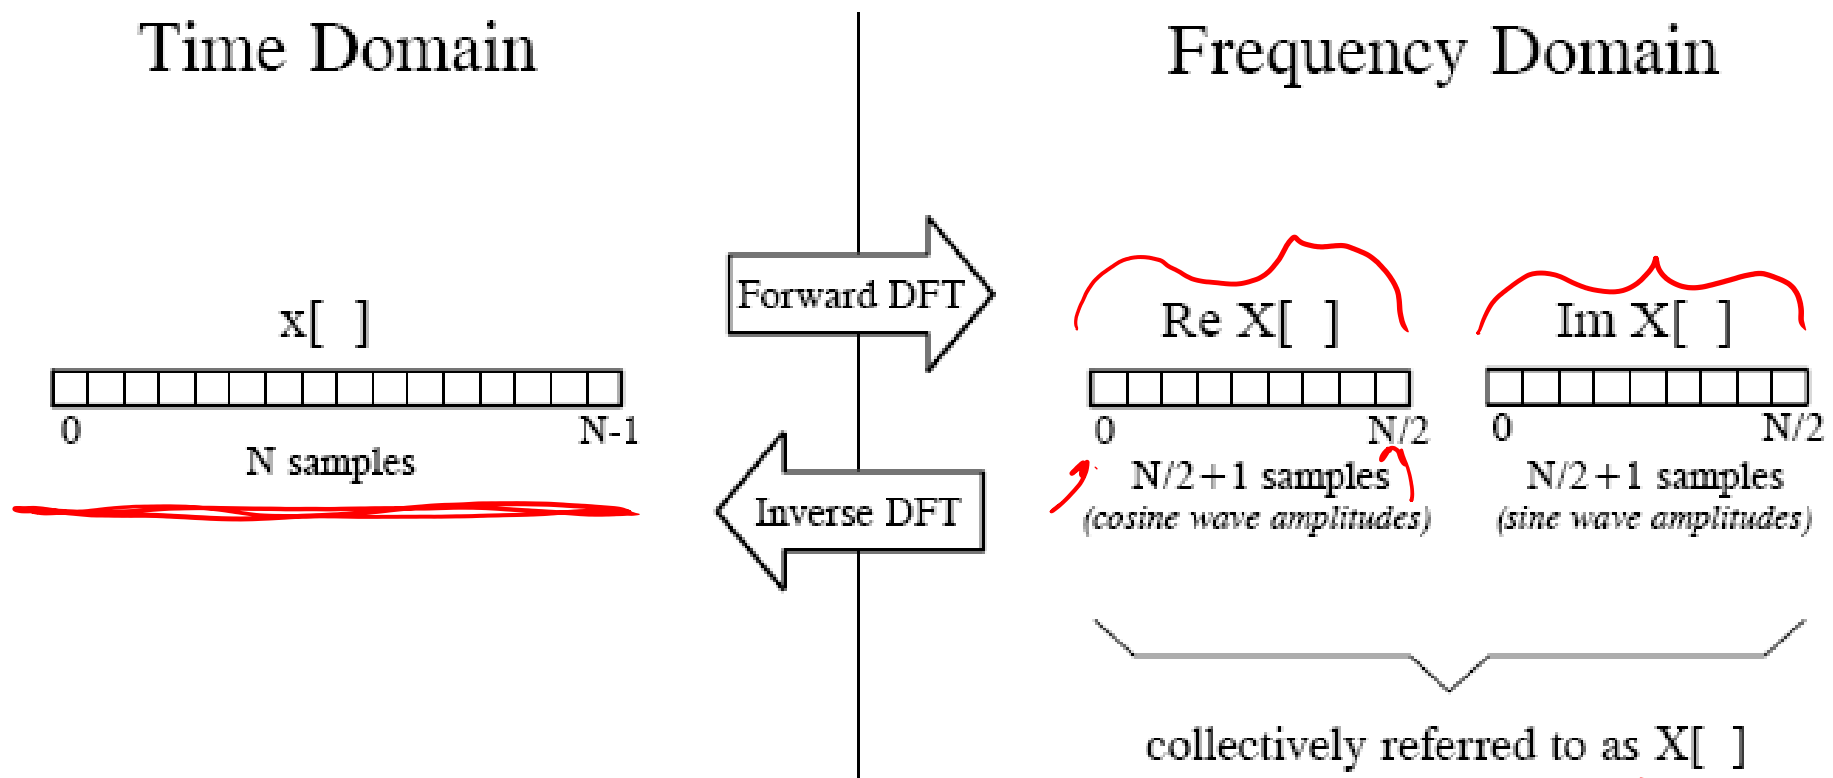 Time Domain
Frequency Domain
Forward DFT
x[ ]
Re X[ ]
Im X[ ]
0
N-1
0
N/2
0
N/2
N samples
N/2+1 samples
N/2+1 samples
Inverse DFT
(cosine wave amplitudes)
(sine wave amplitudes)
collectively referred to as X[ ]